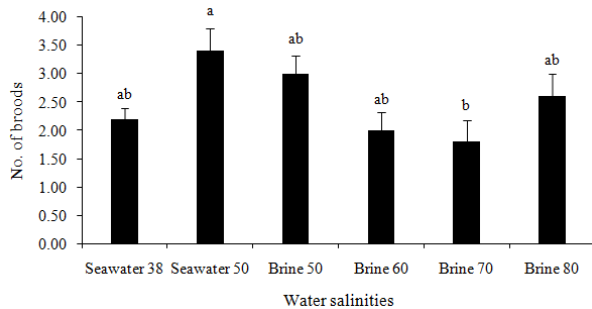 4.00
3.50
3.00
2.50
2.00
1.50
1.00
0.50
0.00
No. of broods
ab
a
ab
ab
b
ab
Seawater 38 Seawater 50 Brine 50 Brine 60 Brine 70 Brine 80
Water salinities